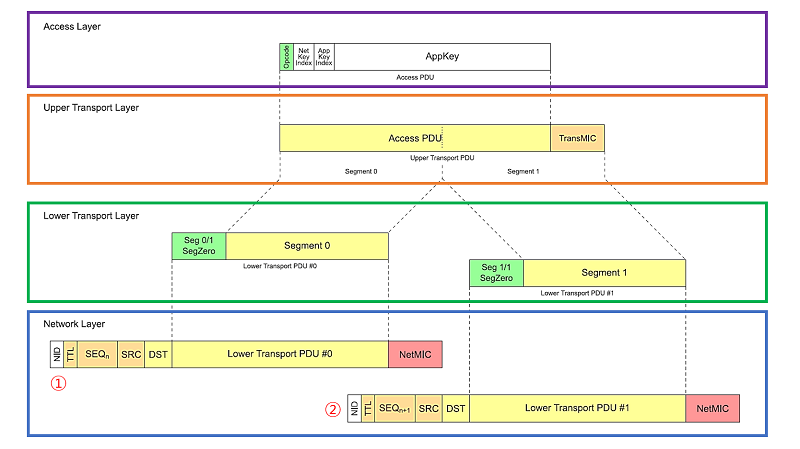 Access Layer
Opcode
Net
Key
Index
App
Key
Index
AppKey
Access PDU
Upper Transport Layer
Access PDU
TransMIC
Upper Transport PDU
Segment 0
Segment 1
Lower Transport Layer
Seg 0/1
SegZero
Segment 0
Lower Transport PDU #0
Seg 1/1
SegZero
Segment 1
Lower Transport PDU #1
Network Layer
NID
TTL
SEQn
SRC
DST
Lower Transport PDU #0
NetMIC
①
②
NID
TTL
SEQn+1
SRC
DST
Lower Transport PDU #1
NetMIC